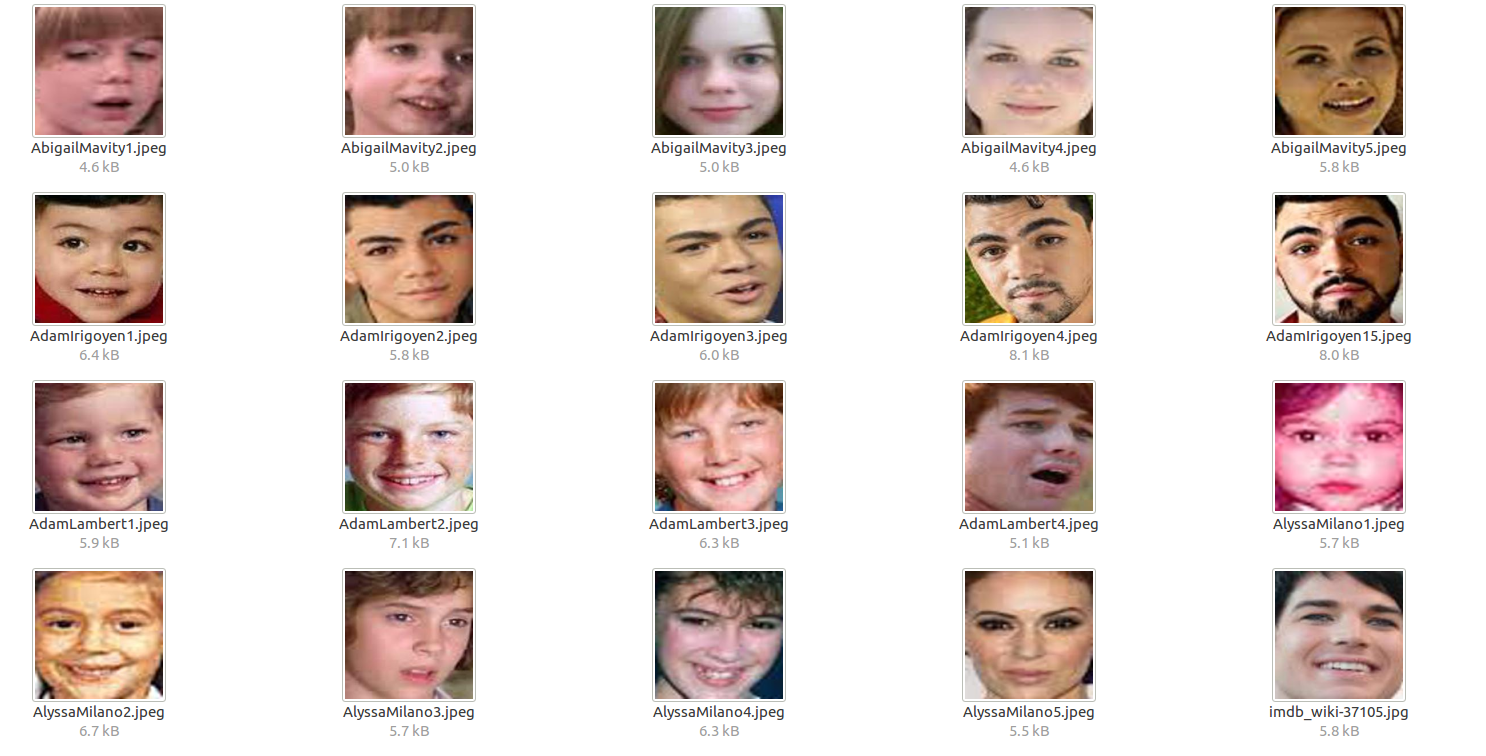 AbigailMavity1.jpeg AbigailMavity2.jpeg AbigailMavity3.jpeg AbigailMavity4.jpeg AbigailMavity5.jpeg
4.6 kB 5.0 kB 5.0 kB 4.6 kB 5.8 kB
AdamIrigoyen1.jpeg AdamIrigoyen2.jpeg AdamIrigoyen3.jpeg AdamIrigoyen4.jpeg AdamIrigoyen15.jpeg
6.4 kB 5.8 kB 6.0 kB 8.1 kB 8.0 kB
AdamLambert1.jpeg AdamLambert2.jpeg AdamLambert3.jpeg AdamLambert4.jpeg AlyssaMilano1.jpeg
5.9 kB 7.1 kB 6.3 kB 5.1 kB 5.7 kB
AlyssaMilano2.jpeg AlyssaMilano3.jpeg AlyssaMilano4.jpeg AlyssaMilano5.jpeg imdb_wiki-37105.jpg
6.7 kB 5.7 kB 6.3 kB 5.5 kB 5.8 kB